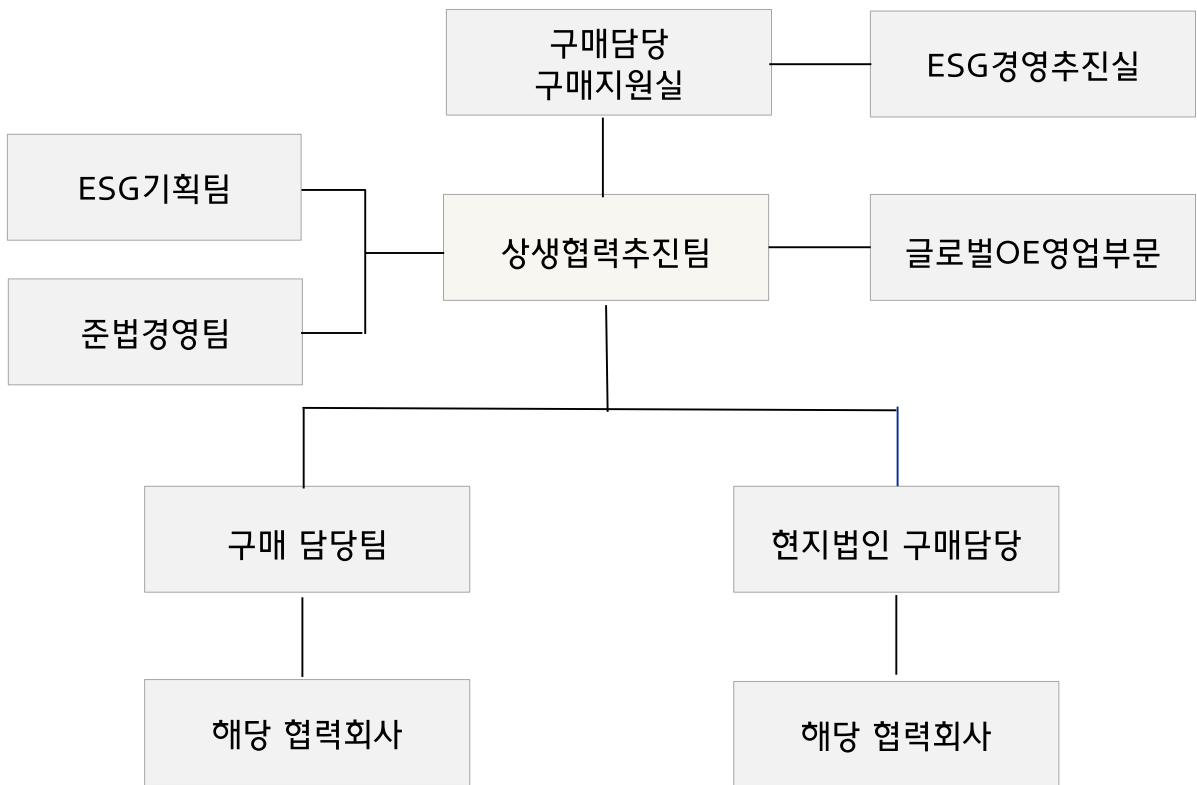 구매담당
구매지원실
ESG경영추진실
ESG기획팀
상생협력추진팀
글로벌OE영업부문
준법경영팀
구매 담당팀
현지법인 구매담당
해당 협력회사
해당 협력회사